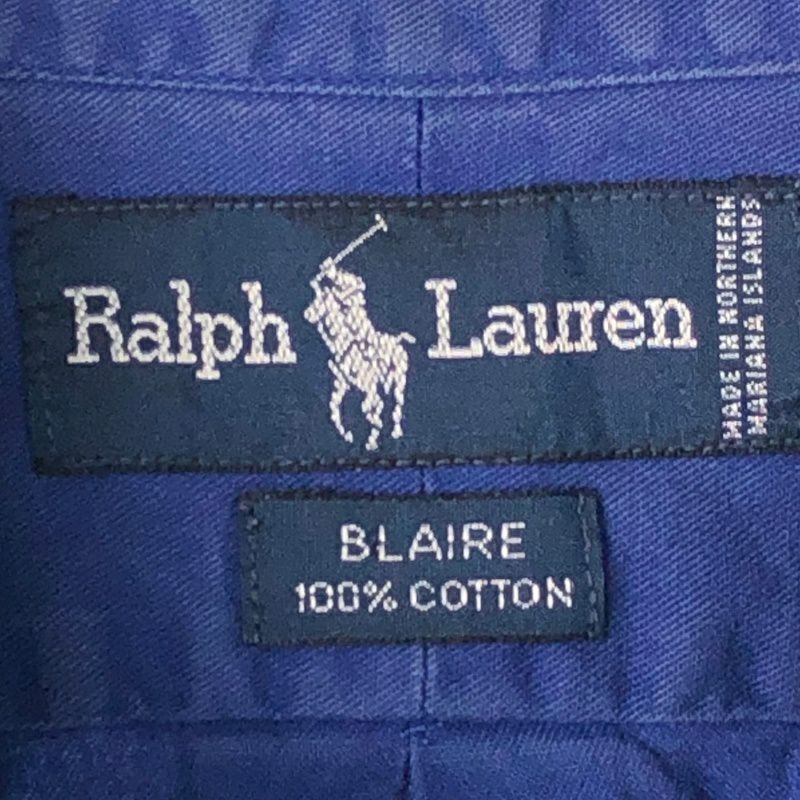 Ralph Lauren
MADE IN NORTHERN
MARIANA ISLANDS
BLAIRE
100% COTTON